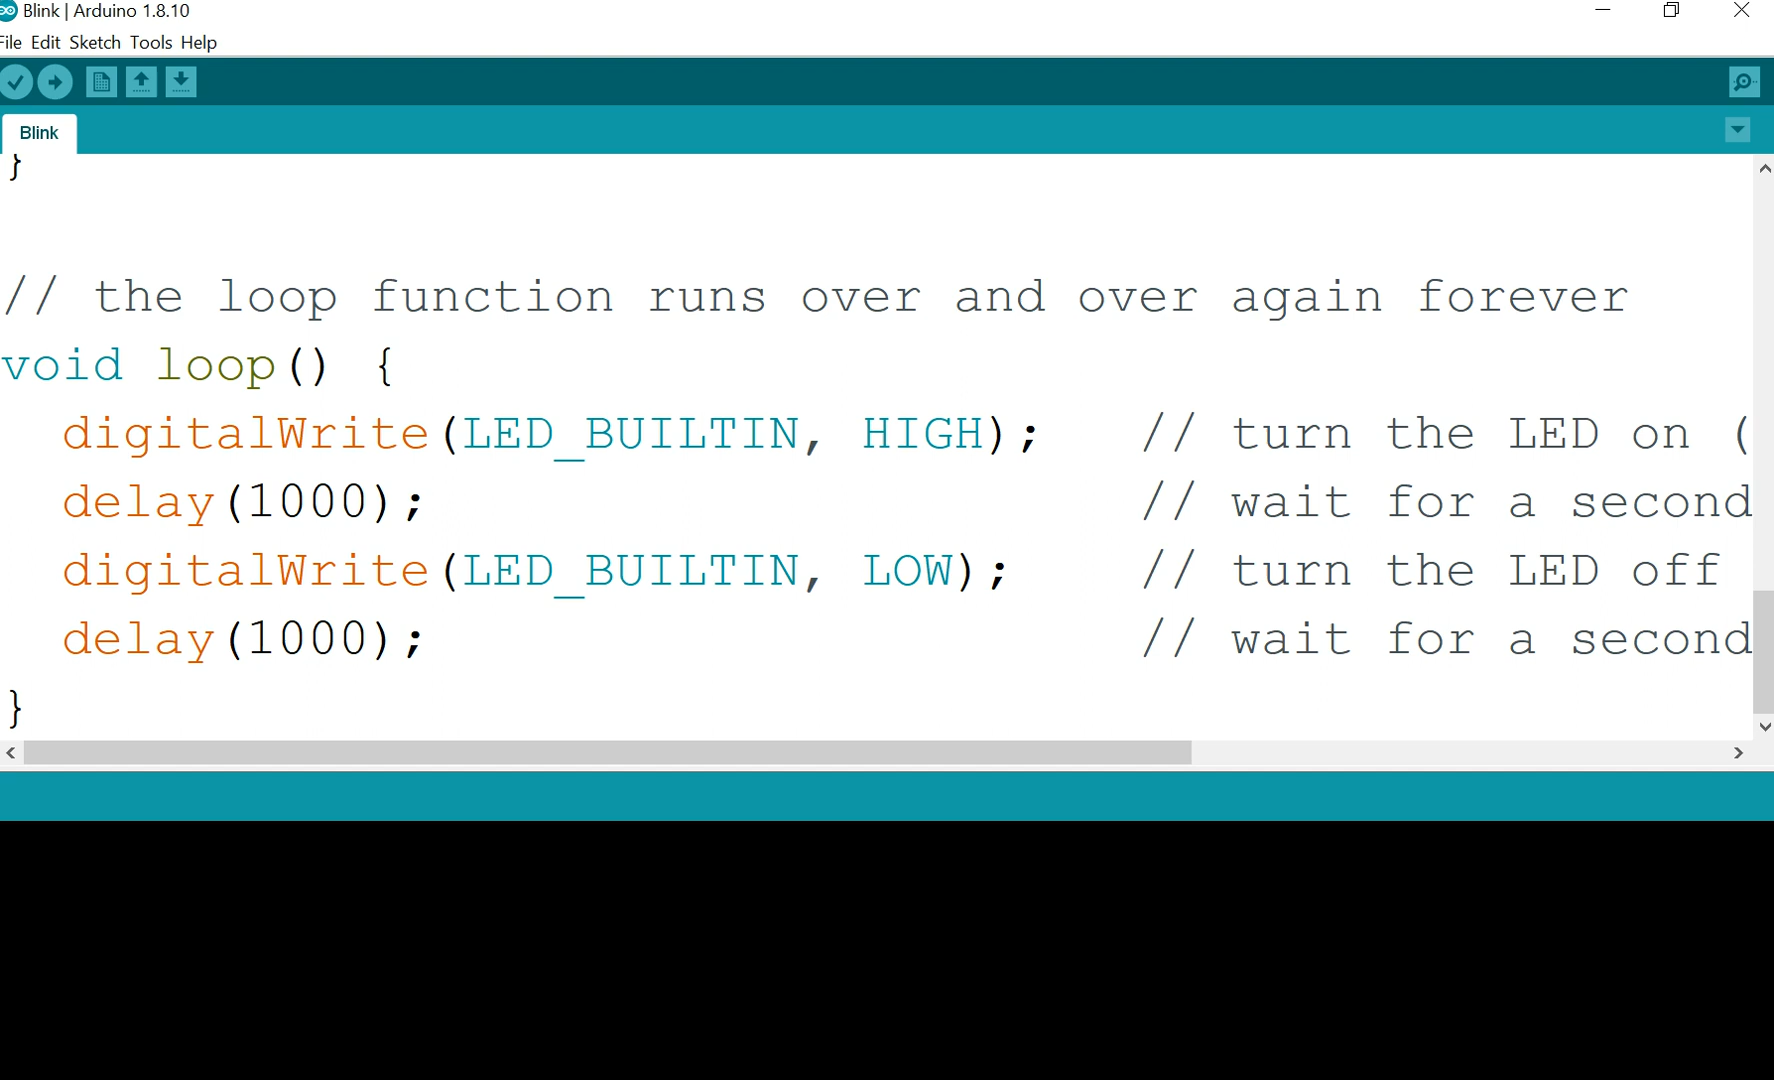 Blink | Arduino 1.8.10
File Edit Sketch Tools Help
Blink
}
// the loop function runs over and over again forever
void loop() {
  digitalWrite(LED_BUILTIN, HIGH);   // turn the LED on (
  delay(1000);                       // wait for a second
  digitalWrite(LED_BUILTIN, LOW);    // turn the LED off
  delay(1000);                       // wait for a second
}